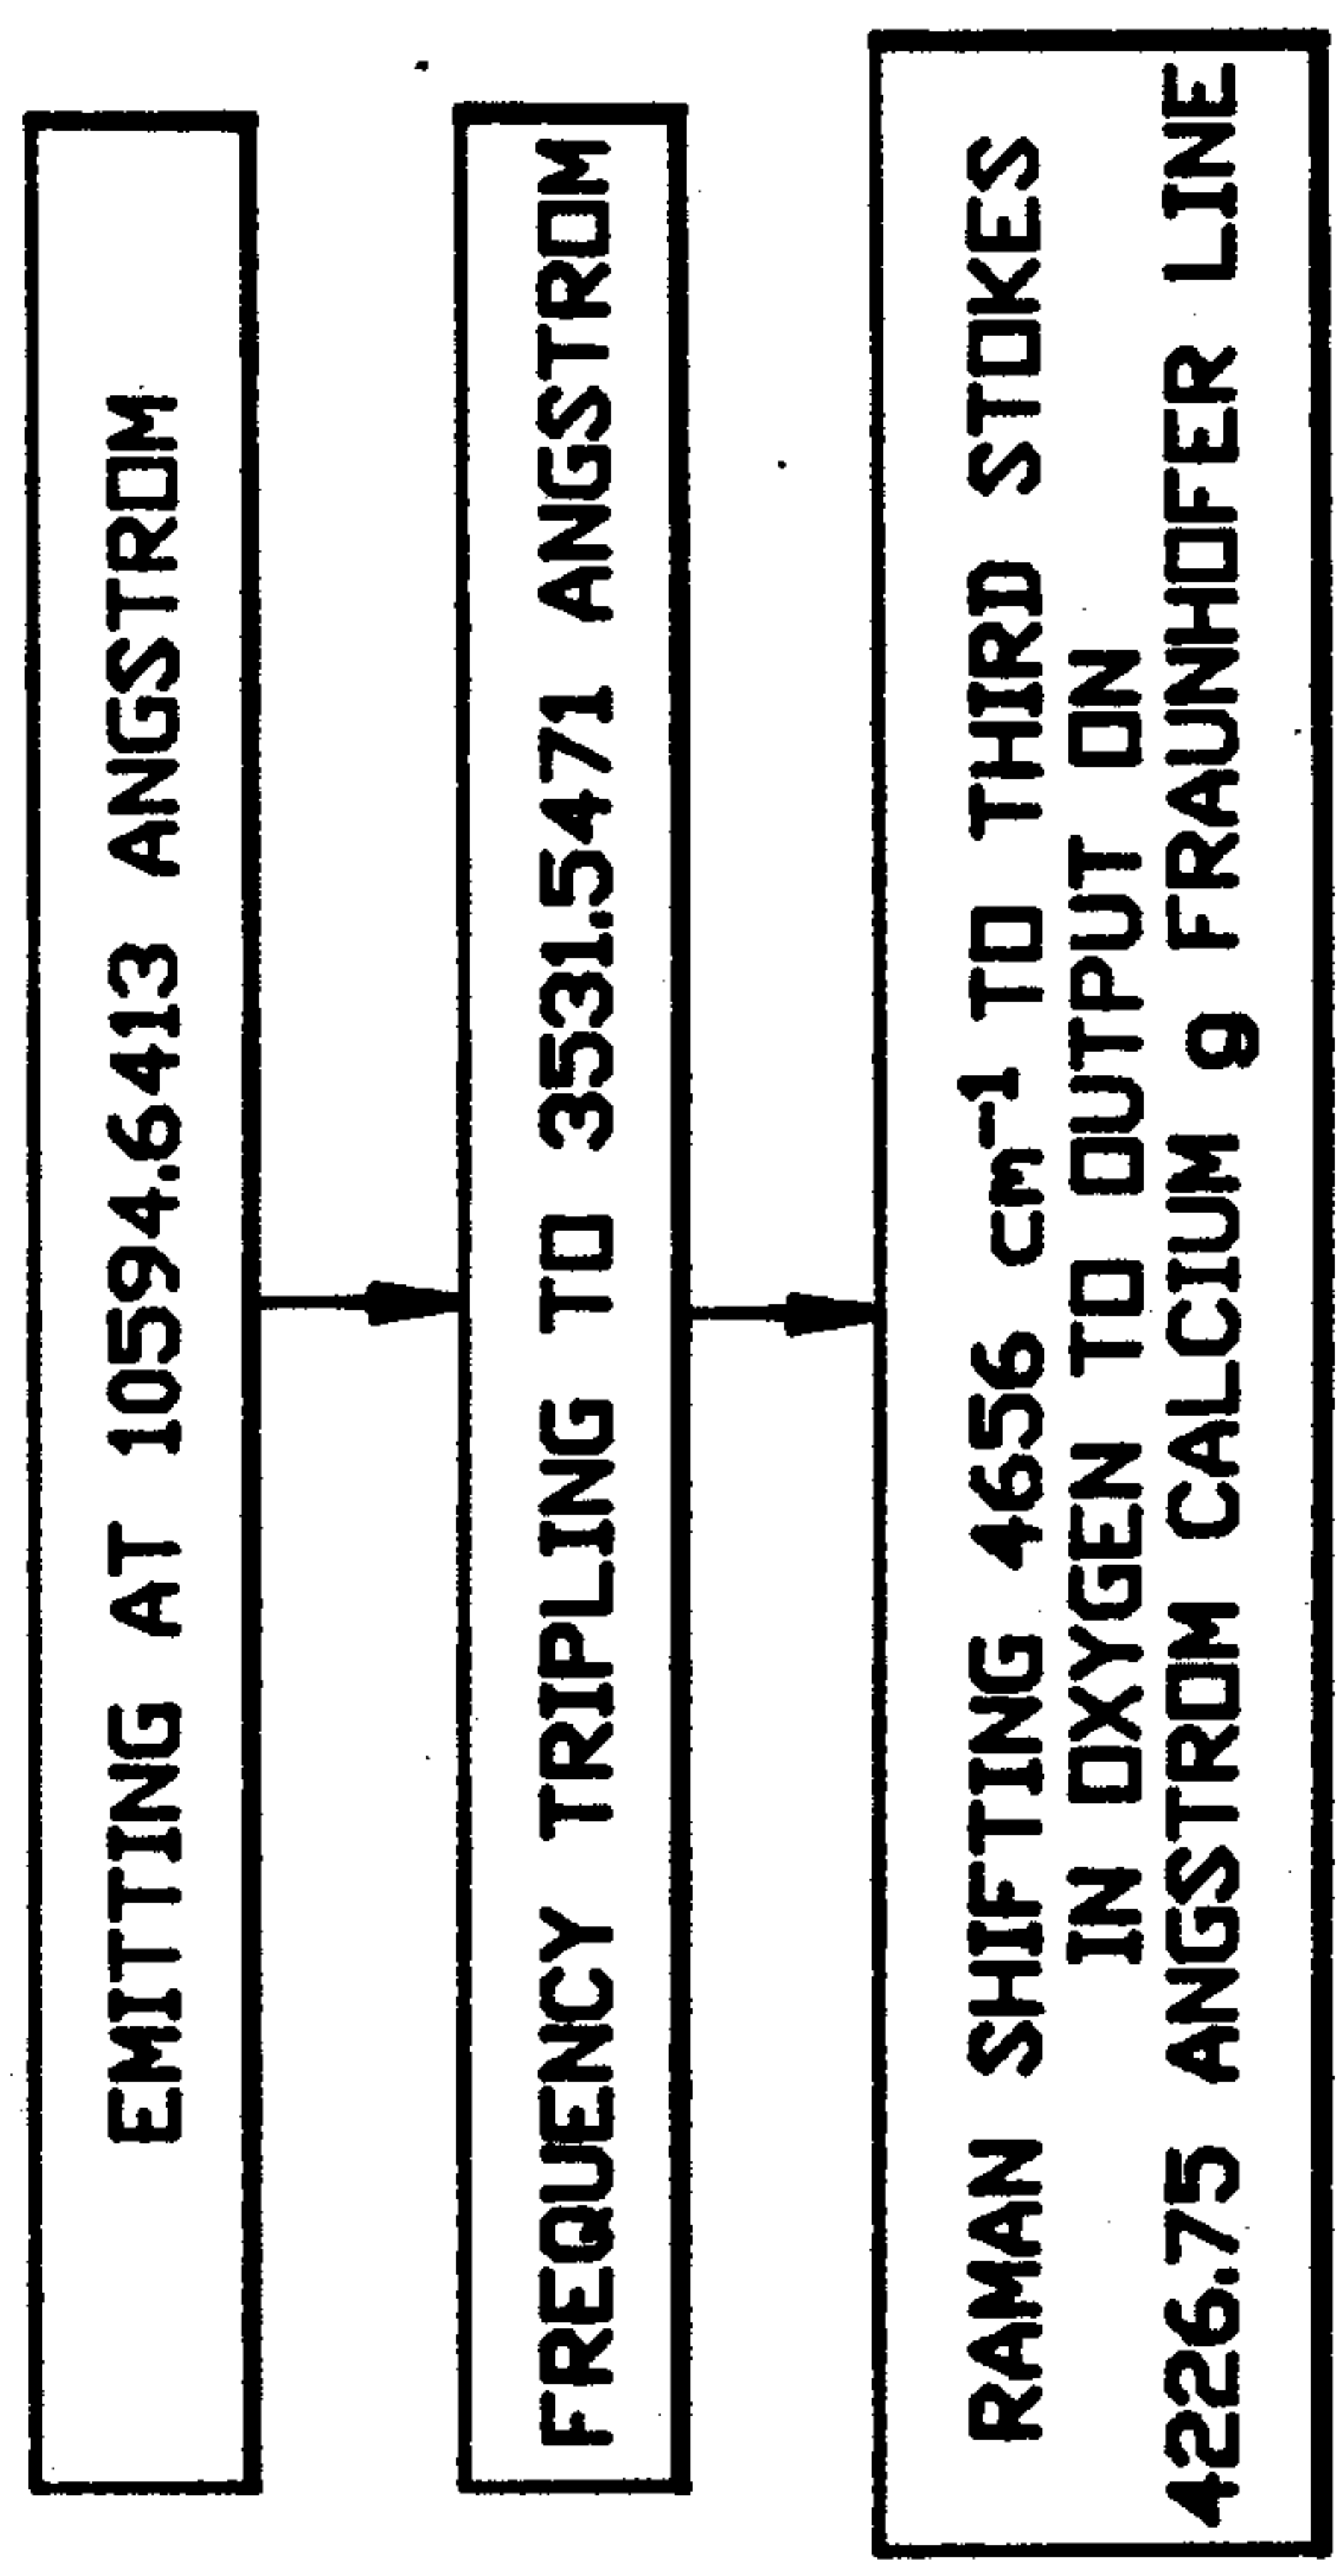 EMITTING AT 10594.6413 ANGSTROM
FREQUENCY TRIPLING TO 3531.5471 ANGSTROM
RAMAN SHIFTING 4656 cm⁻¹ TO THIRD STOKES
IN OXYGEN TO OUTPUT ON
4226.75 ANGSTROM CALCIUM g FRAUNHOFER LINE